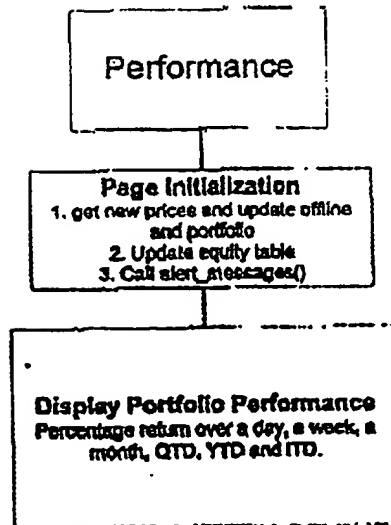 Performance
Page Initialization
1. get new prices and update offline
and portfolio
2. Update equity table
3. Call alert_messages()
Display Portfolio Performance
Percentage return over a day, a week, a
month, QTD, YTD and ITD.